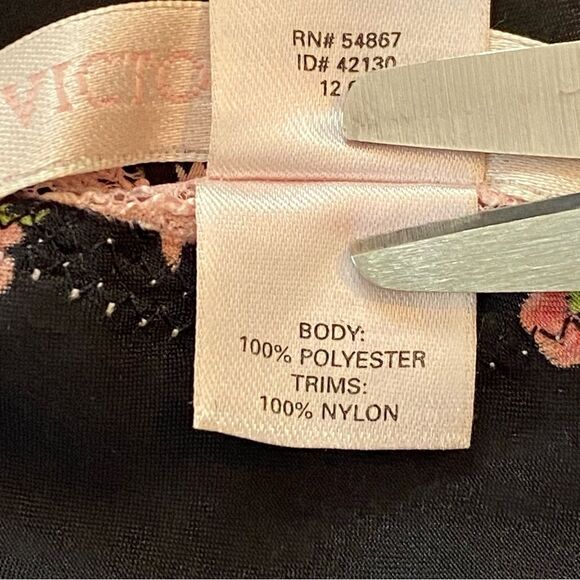 VICTO
RN# 54867
ID# 42130
12
BODY:
100% POLYESTER
TRIMS:
100% NYLON